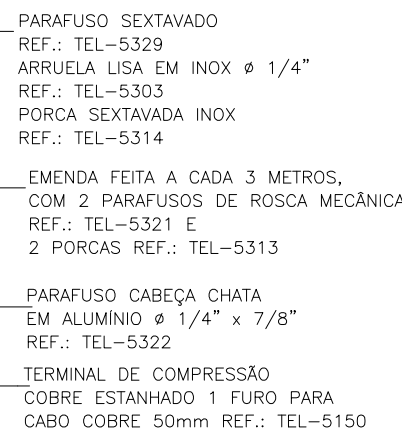 PARAFUSO SEXTAVADO
REF.: TEL-5329
ARRUELA LISA EM INOX ø 1/4"
REF.: TEL-5303
PORCA SEXTAVADA INOX
REF.: TEL-5314
EMENDA FEITA A CADA 3 METROS,
COM 2 PARAFUSOS DE ROSCA MECÂNICA
REF.: TEL-5321 E
2 PORCAS REF.: TEL-5313
PARAFUSO CABEÇA CHATA
EM ALUMÍNIO ø 1/4" x 7/8"
REF.: TEL-5322
TERMINAL DE COMPRESSÃO
COBRE ESTANHADO 1 FURO PARA
CABO COBRE 50mm REF.: TEL-5150